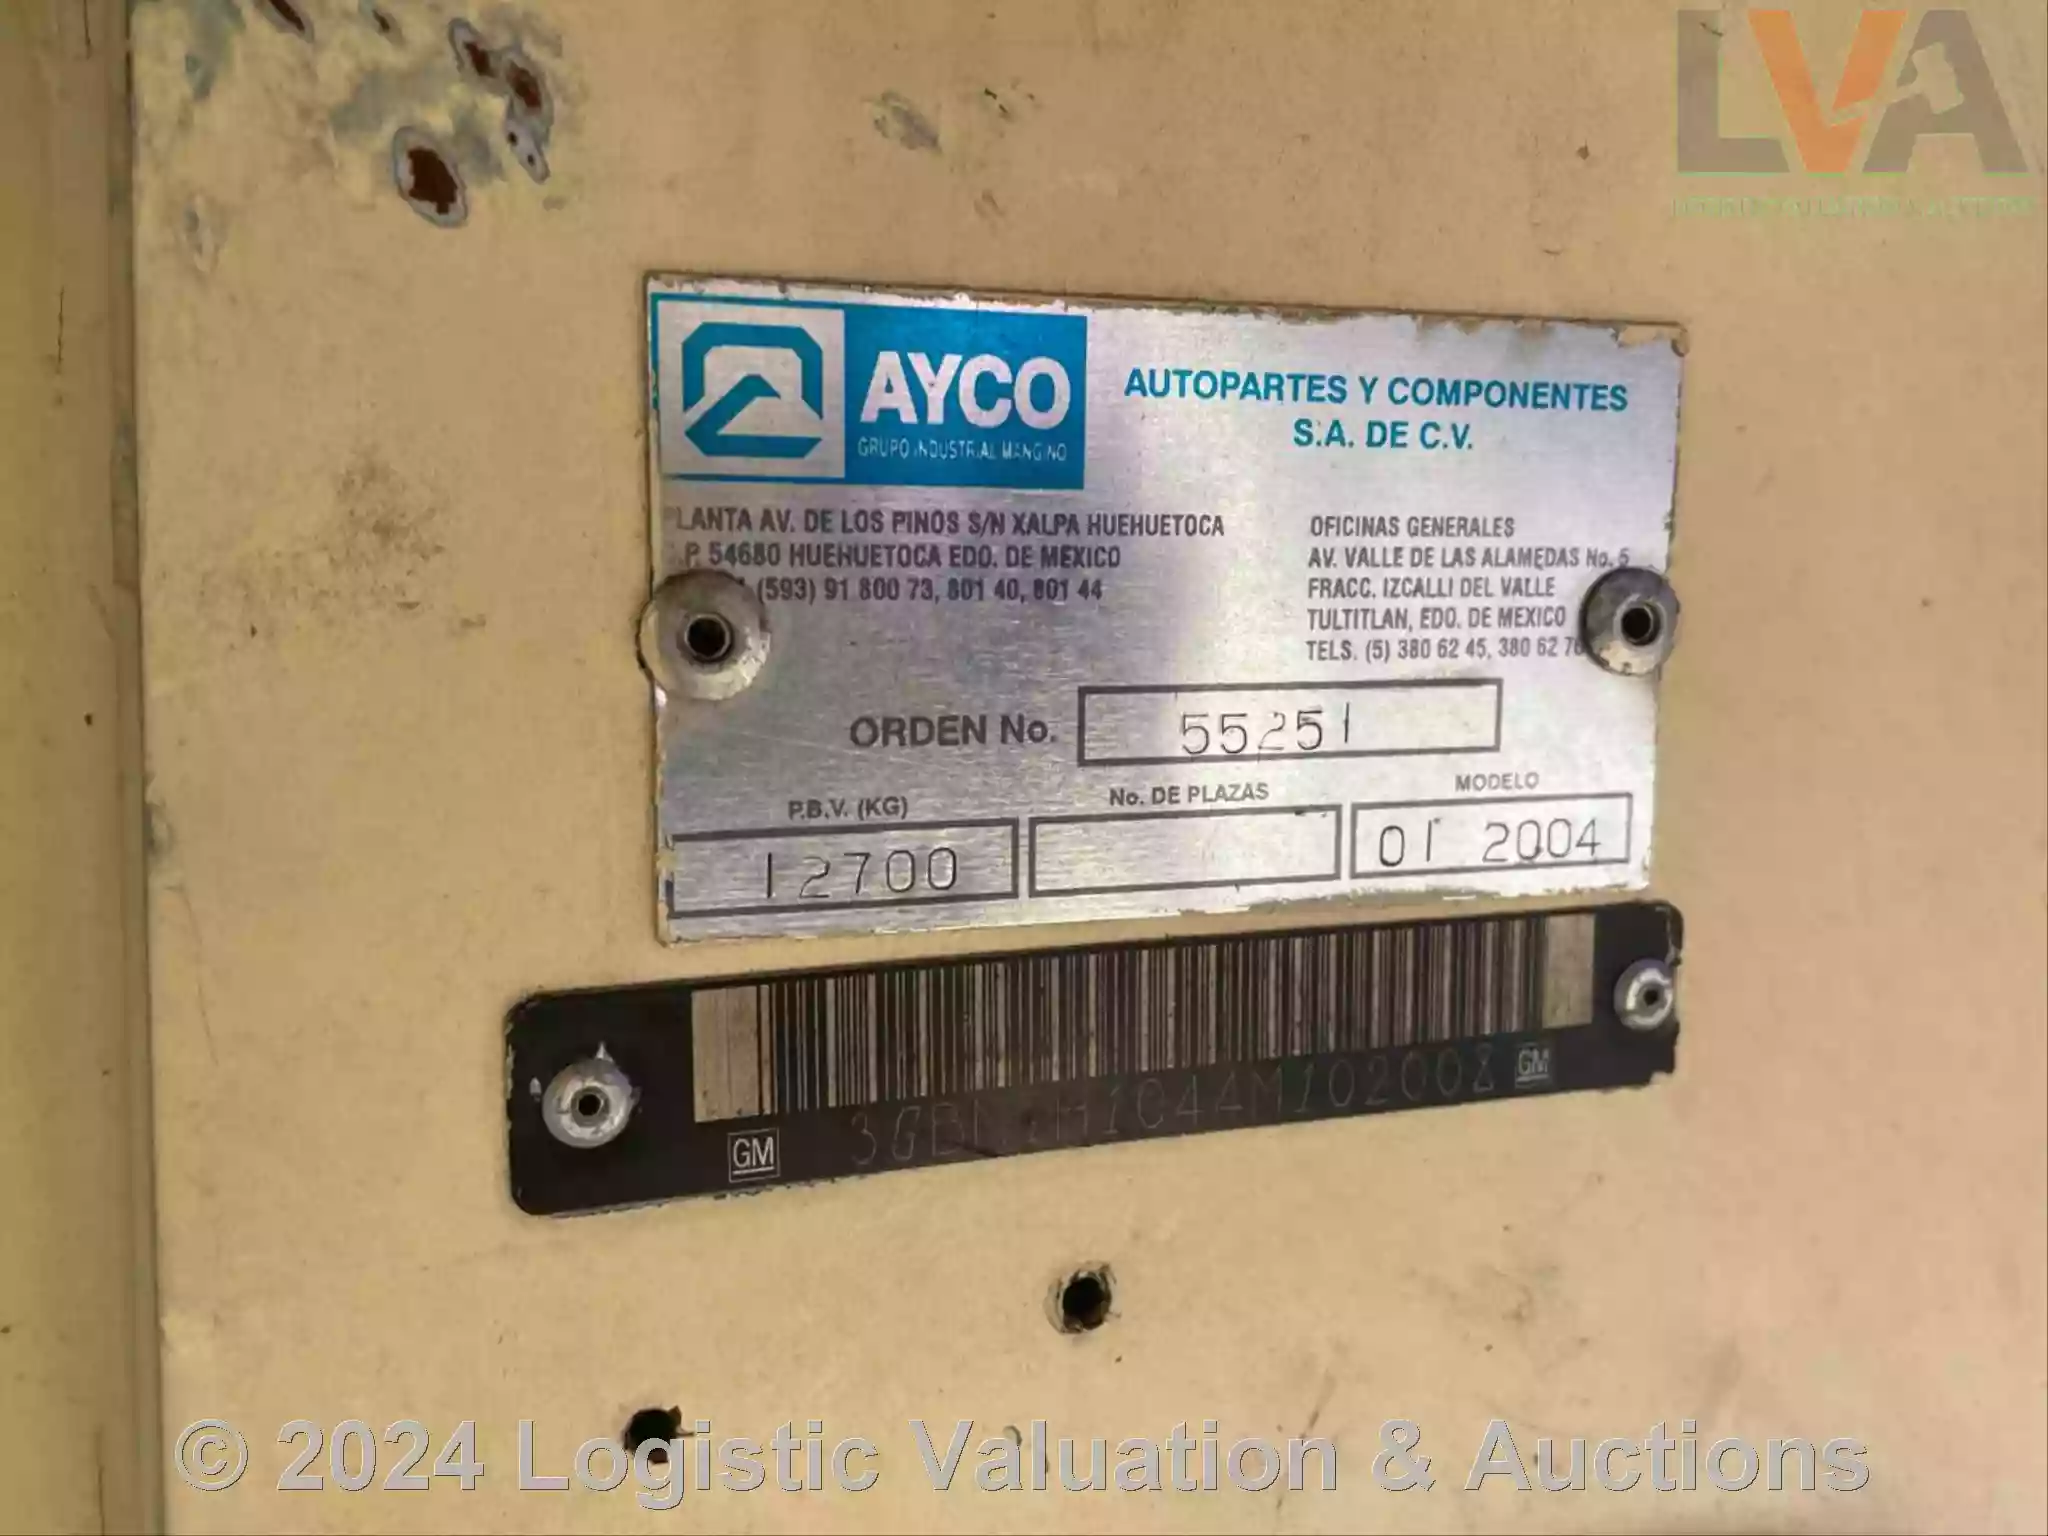 LVA
AYCO
GRUPO INDUSTRIAL MANGINO
AUTOPARTES Y COMPONENTES
S.A. DE C.V.
PLANTA AV. DE LOS PINOS S/N XALPA HUEHUETOCA
.P. 54680 HUEHUETOCA EDO. DE MEXICO
(593) 91 800 73, 801 40, 801 44
OFICINAS GENERALES
AV. VALLE DE LAS ALAMEDAS No. 5
FRACC. IZCALLI DEL VALLE
TULTITLAN, EDO. DE MEXICO
TELS. (5) 380 62 45, 380 62
ORDEN No. 55251
P.B.V. (KG) No. DE PLAZAS MODELO
12700 01 2004
GM GM
© 2024 Logistic Valuation & Auctions